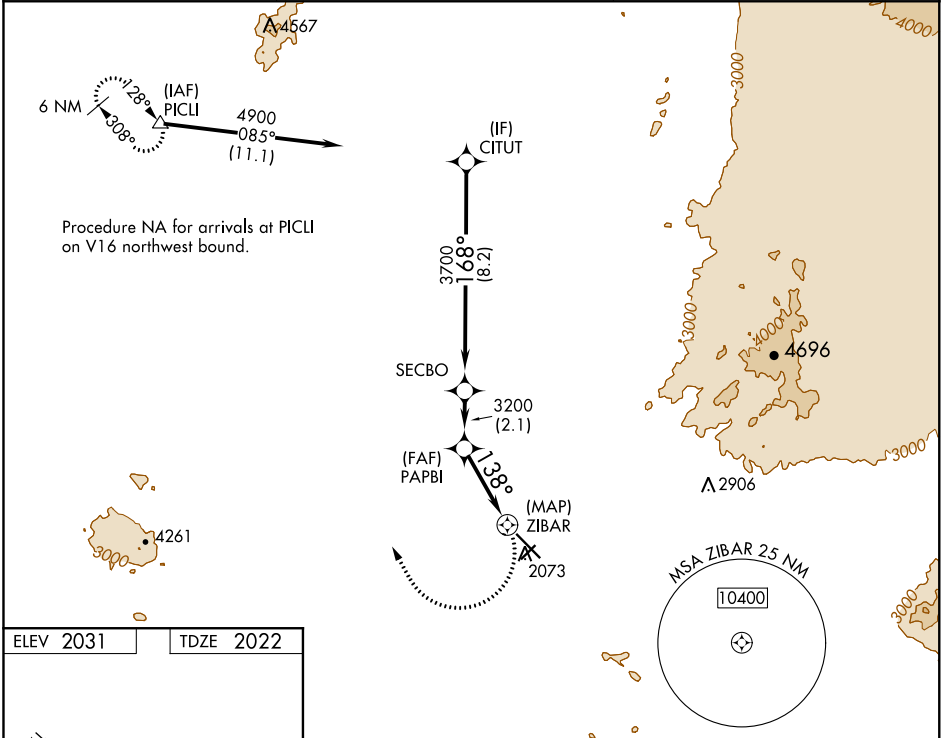 4567
4000
3000
6 NM
128°
308°
(IAF)
PICLI
4900
085°
(11.1)
(IF)
CITUT
Procedure NA for arrivals at PICLI
on V16 northwest bound.
3700
168°
(8.2)
3000
4000
4696
SECBO
3200
(2.1)
(FAF)
PAPBI
138°
3000
2906
(MAP)
ZIBAR
2073
4261
3000
MSA ZIBAR 25 NM
10400
3000
ELEV 2031
TDZE 2022